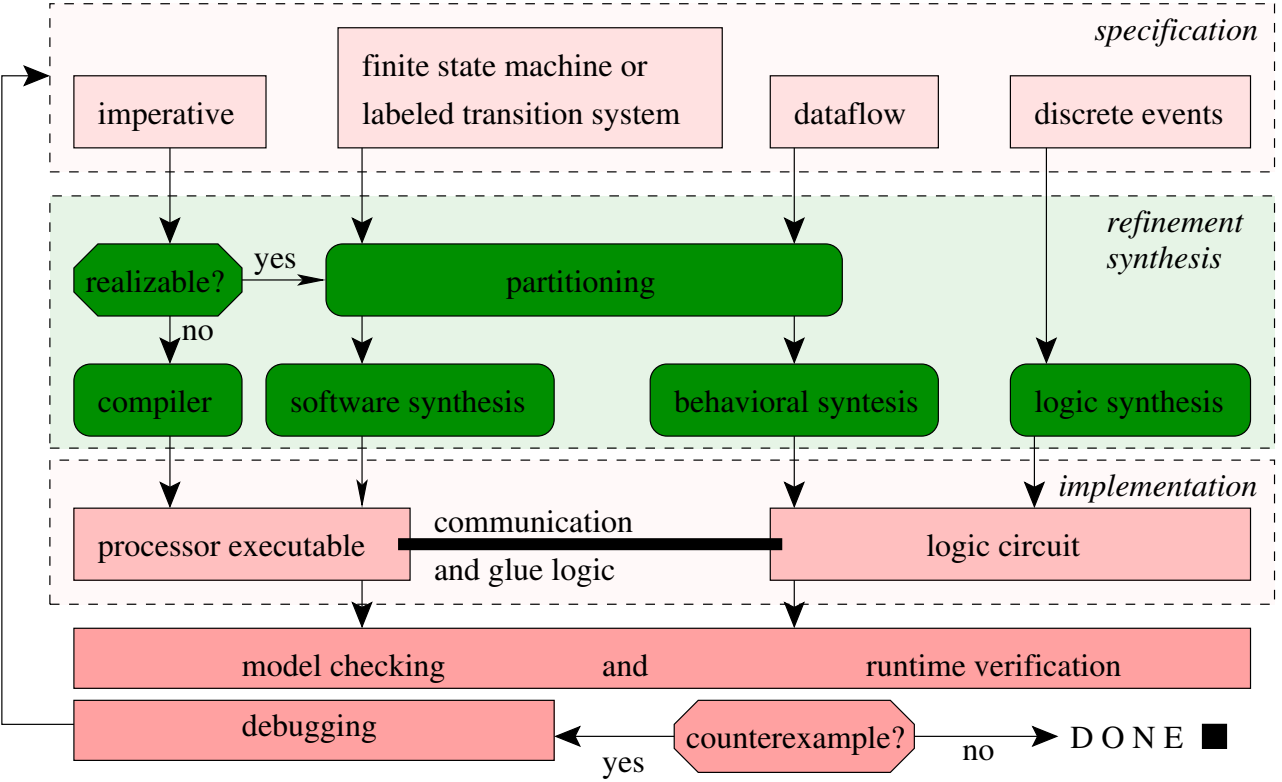 specification
finite state machine or
labeled transition system
imperative
dataflow
discrete events
refinement
synthesis
realizable?
yes
partitioning
no
compiler
software synthesis
behavioral syntesis
logic synthesis
implementation
processor executable
communication
and glue logic
logic circuit
model checking and runtime verification
debugging
yes
counterexample?
no
D O N E